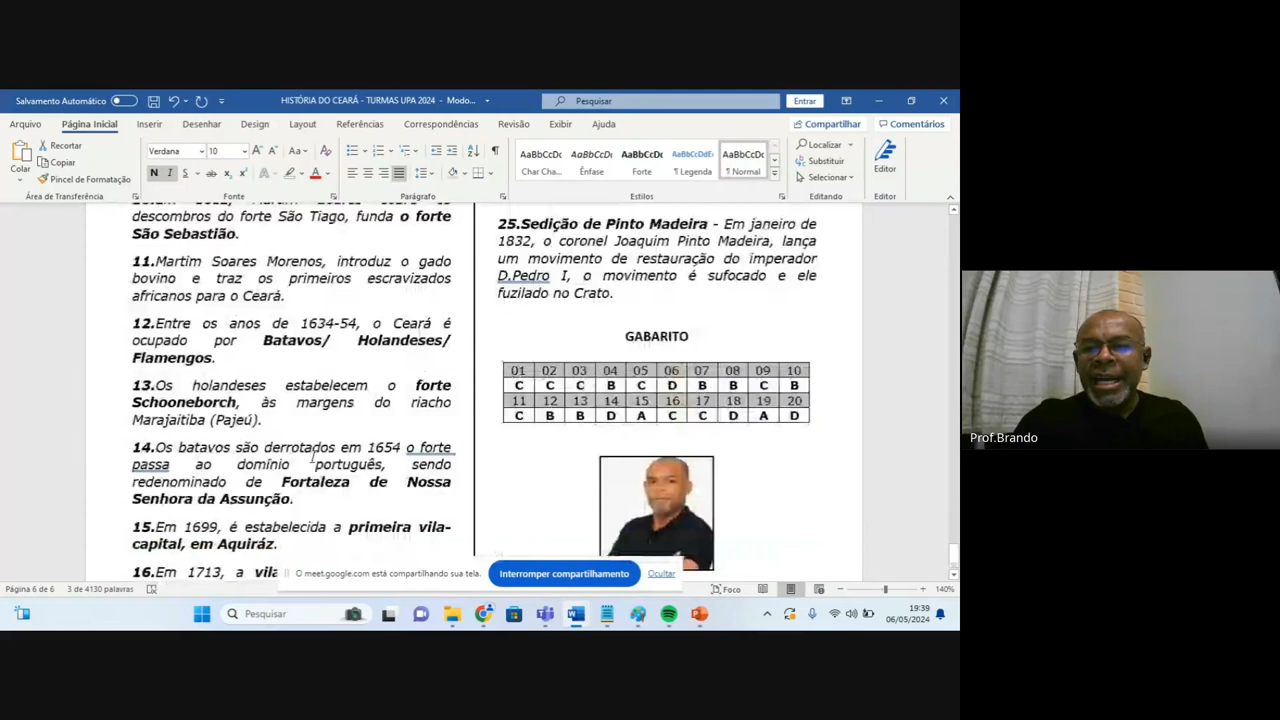 Salvamento Automático
HISTÓRIA DO CEARÁ - TURMAS UPA 2024 - Modo...
Pesquisar
Entrar
Arquivo Página Inicial Inserir Desenhar Design Layout Referências Correspondências Revisão Exibir Ajuda
Compartilhar Comentários
Colar
Recortar
Copiar
Pincel de Formatação
Área de Transferência
Verdana 10
N I S
Fonte
Parágrafo
AaBbCcDc AaBbCcDc AaBbCcDc AaBbCcDdE AaBbCcDc
Char Cha... Ênfase Forte ¶ Legenda ¶ Normal
Estilos
Localizar
Substituir
Selecionar
Editando
Editor
Editor
descombros do forte São Tiago, funda o forte
São Sebastião.
11.Martim Soares Morenos, introduz o gado
bovino e traz os primeiros escravizados
africanos para o Ceará.
12.Entre os anos de 1634-54, o Ceará é
ocupado por Batavos/ Holandeses/
Flamengos.
13.Os holandeses estabelecem o forte
Schooneborch, às margens do riacho
Marajaitiba (Pajeú).
14.Os batavos são derrotados em 1654 o forte
passa ao domínio português, sendo
redenominado de Fortaleza de Nossa
Senhora da Assunção.
15.Em 1699, é estabelecida a primeira vila-
capital, em Aquiráz.
16.Em 1713, a vila
25.Sedição de Pinto Madeira - Em janeiro de
1832, o coronel Joaquim Pinto Madeira, lança
um movimento de restauração do imperador
D.Pedro I, o movimento é sufocado e ele
fuzilado no Crato.
GABARITO
01 02 03 04 05 06 07 08 09 10
C C C B C D B B C B
11 12 13 14 15 16 17 18 19 20
C B B D A C C D A D
O meet.google.com está compartilhando sua tela.
Interromper compartilhamento
Ocultar
Página 6 de 6 3 de 4130 palavras
Foco
140%
Pesquisar
19:39
06/05/2024
Prof.Brando